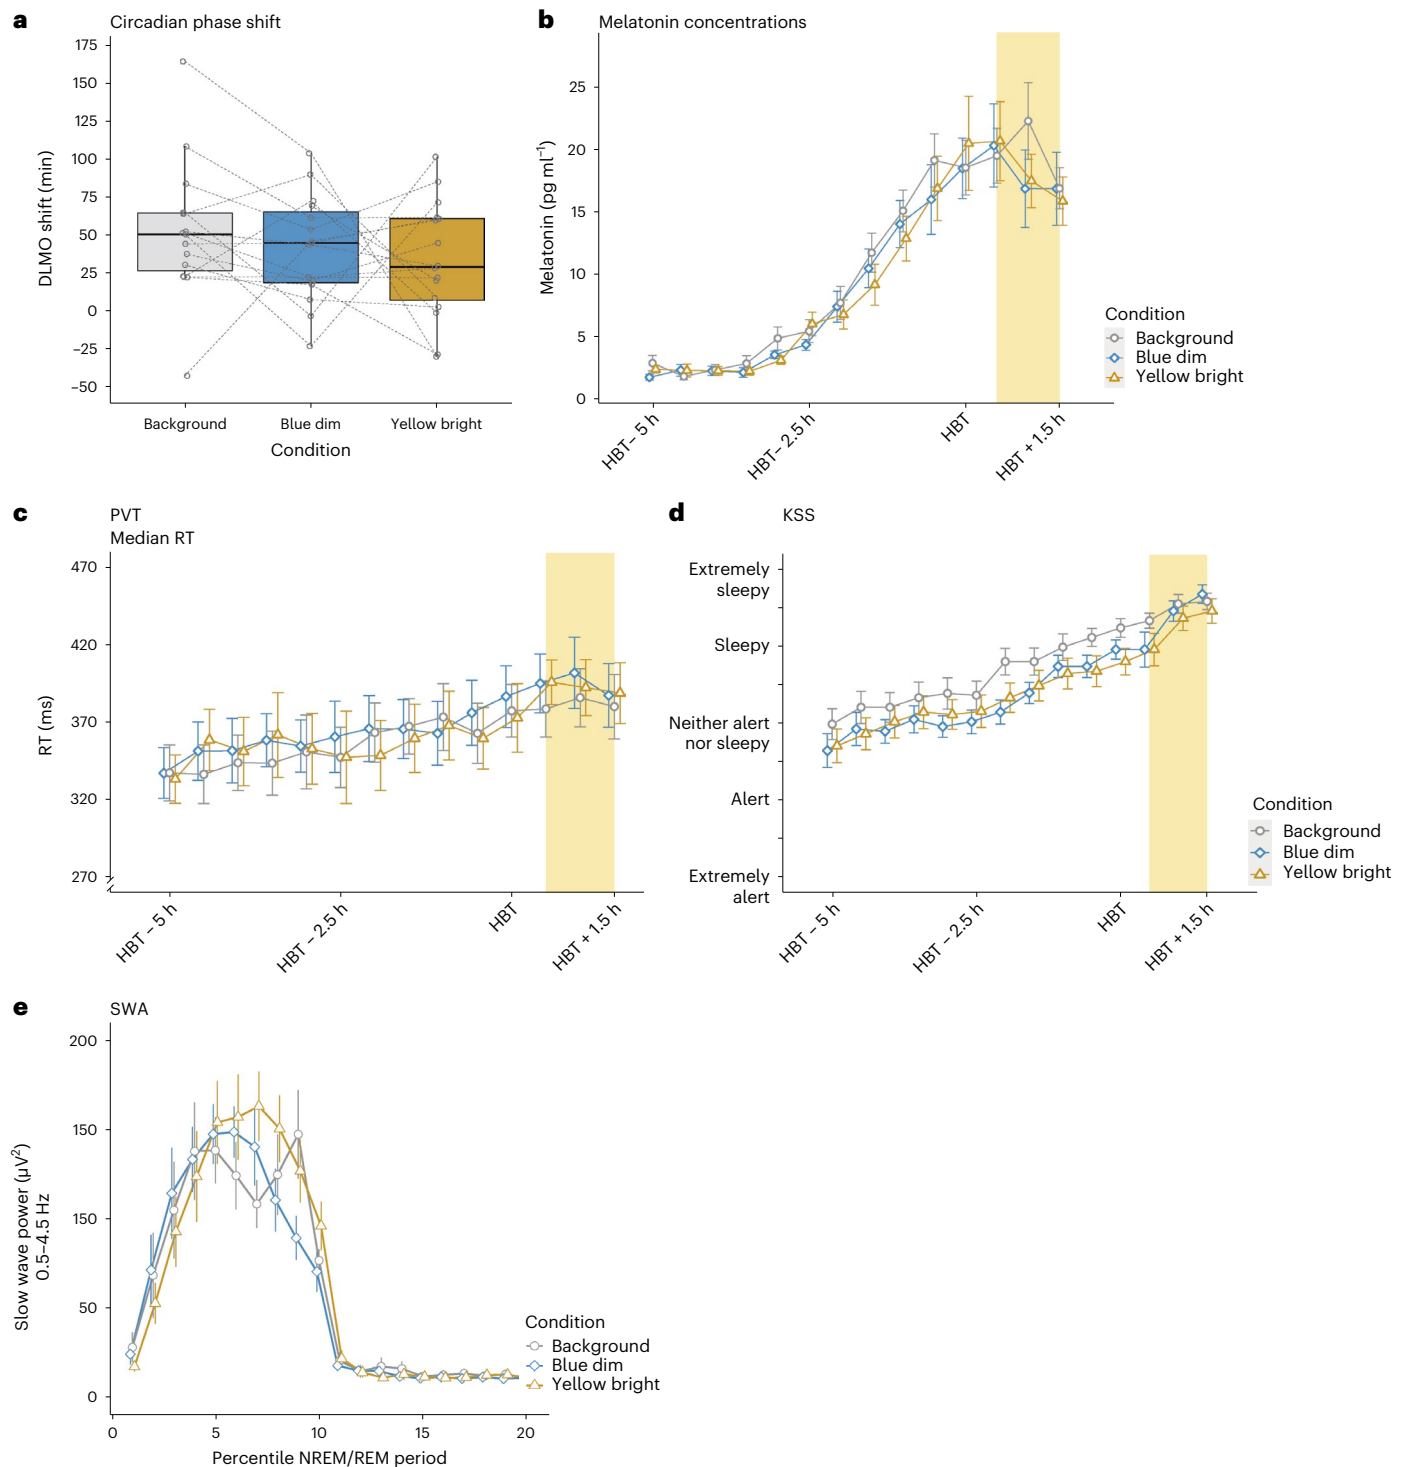 a
Circadian phase shift
175
150
125
100
75
50
25
0
−25
−50
DLMO shift (min)
Background
Blue dim
Yellow bright
Condition
b
Melatonin concentrations
25
20
15
10
5
0
Melatonin (pg ml⁻¹)
HBT− 5 h
HBT− 2.5 h
HBT
HBT + 1.5 h
Condition
Background
Blue dim
Yellow bright
c
PVT
Median RT
470
420
370
320
270
RT (ms)
HBT − 5 h
HBT − 2.5 h
HBT
HBT + 1.5 h
d
KSS
Extremely
sleepy
Sleepy
Neither alert
nor sleepy
Alert
Extremely
alert
HBT − 5 h
HBT − 2.5 h
HBT
HBT + 1.5 h
Condition
Background
Blue dim
Yellow bright
e
SWA
200
150
150
50
0
Slow wave power (µV²)
0.5–4.5 Hz
0
5
10
15
20
Percentile NREM/REM period
Condition
Background
Blue dim
Yellow bright